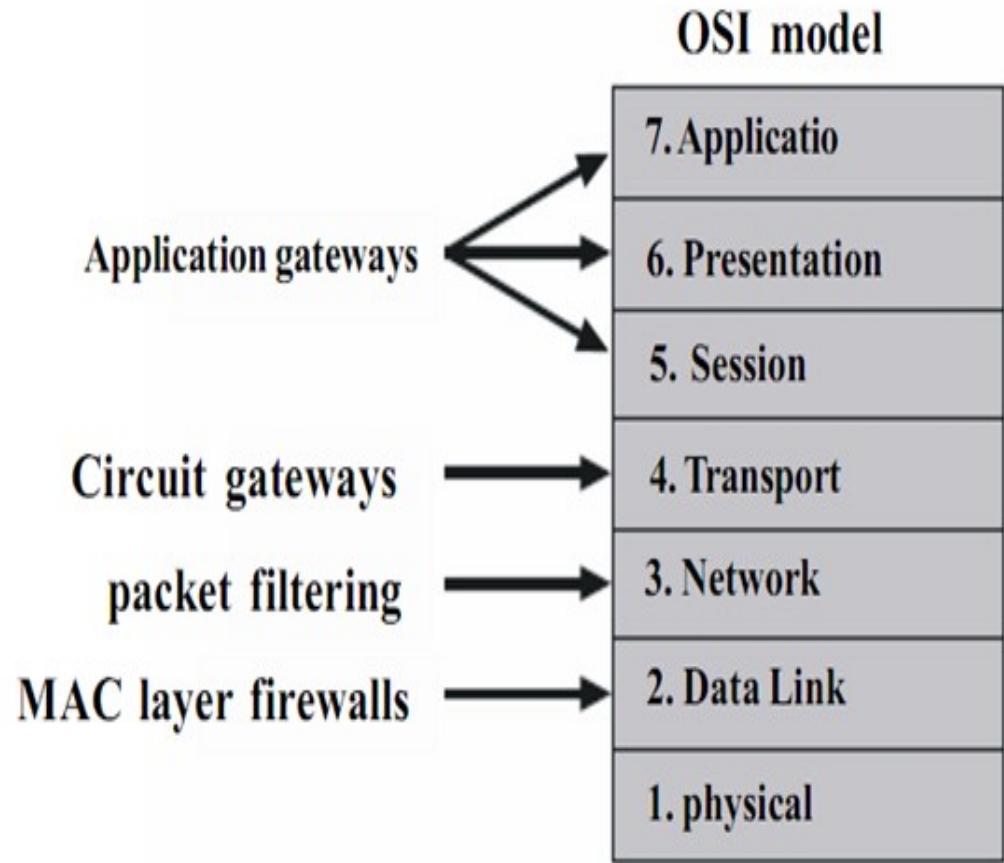 OSI model
7. Applicatio
Application gateways
6. Presentation
5. Session
Circuit gateways
4. Transport
packet filtering
3. Network
MAC layer firewalls
2. Data Link
1. physical